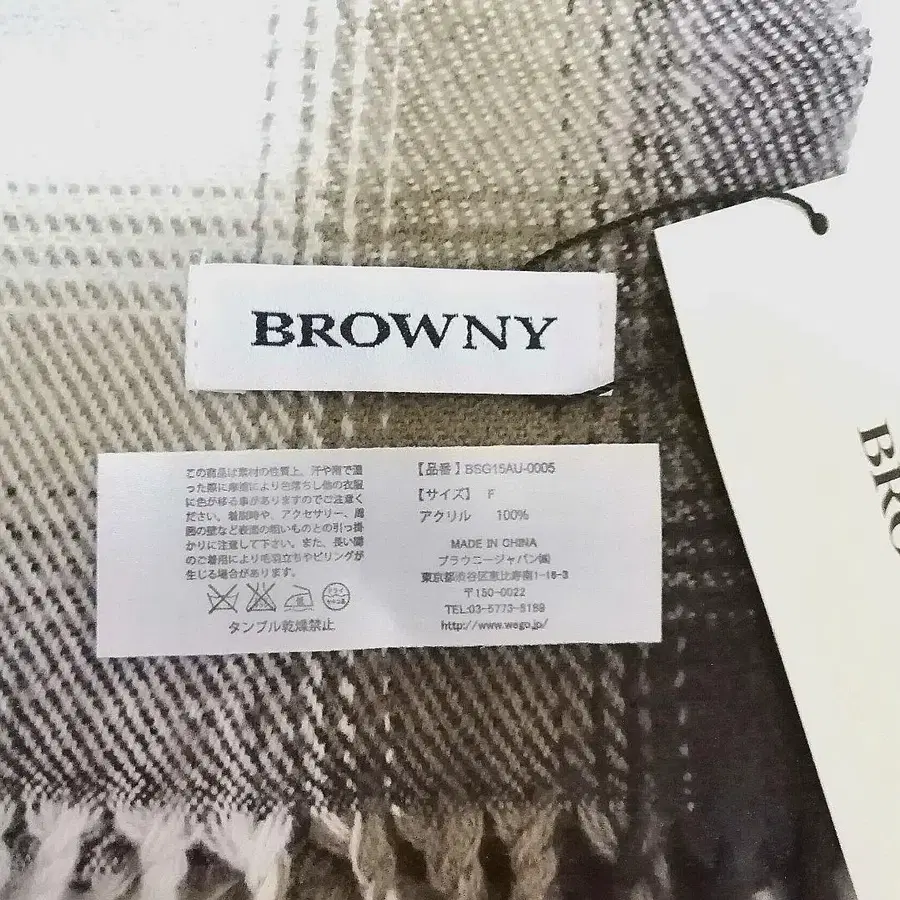 BROWNY
この商品は素材の性質上、汗や雨で湿
った際に摩擦により色落ちし他の衣服
に色が移る事がありますのでご注意く
ださい。着脱時や、アクセサリー、周
囲の壁など表面の粗いものとの引っ掛
かりに注意して下さい。また、長い間
のご着用により毛羽立ちやピリングが
生じる場合があります。
タンブル乾燥禁止
【品番】BSG15AU-0005
【サイズ】 F
アクリル 100%
MADE IN CHINA
ブラウニージャパン㈱
東京都渋谷区恵比寿南1-16-3
〒150-0022
TEL:03-5773-5189
http://www.wego.jp/
BRO